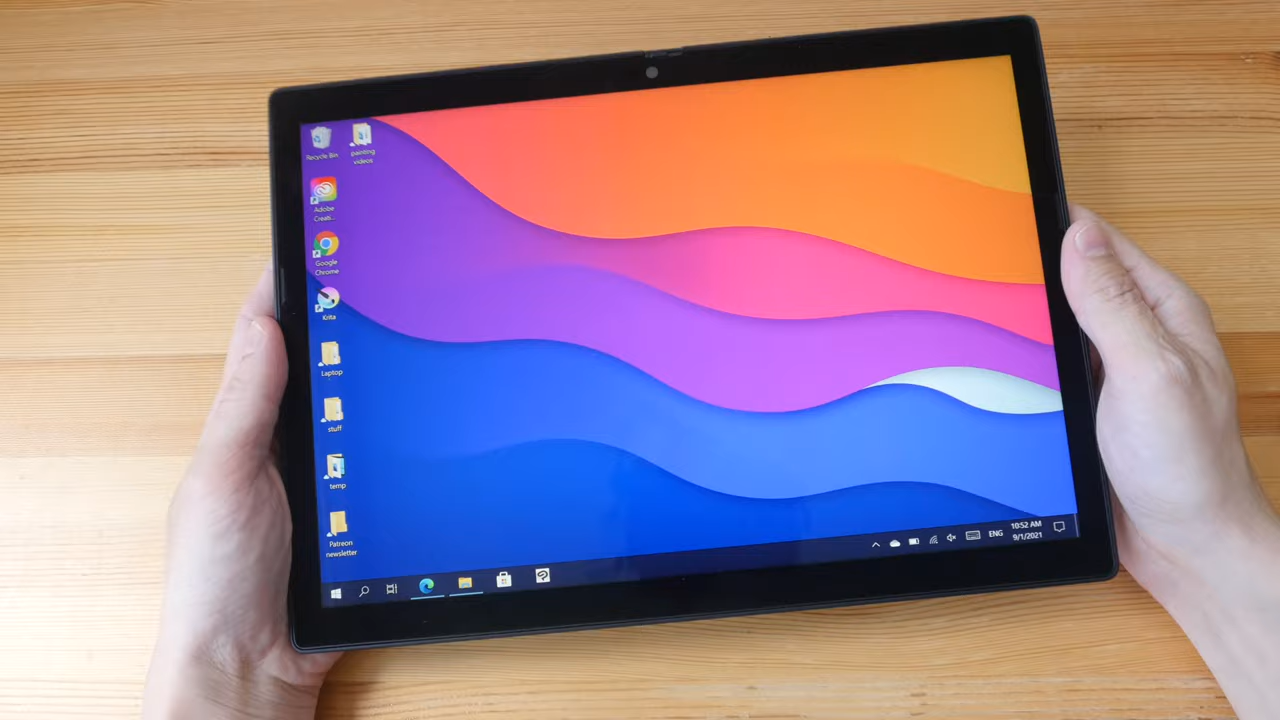 Recycle Bin
painting
videos
Adobe
Creati...
Google
Chrome
Krita
Laptop
stuff
temp
Patreon
newsletter
ENG
10:52 AM
9/1/2021